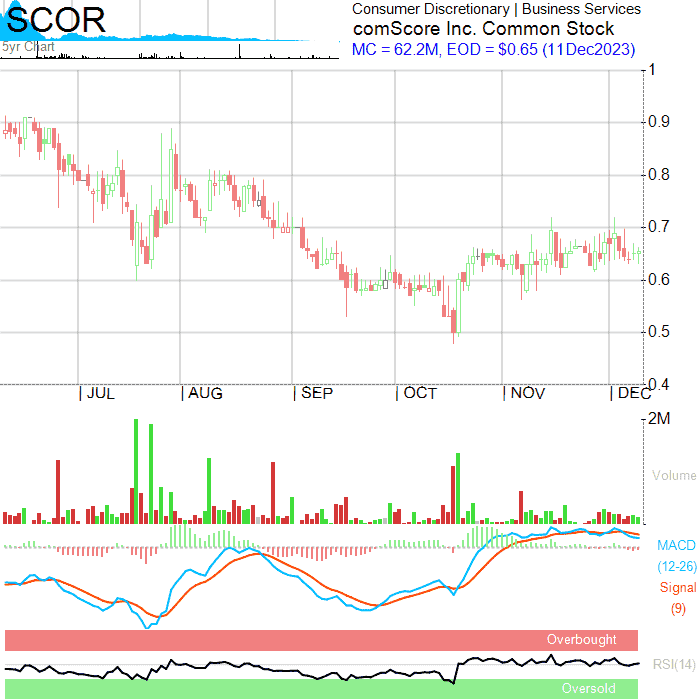 SCOR
5yr Chart
Consumer Discretionary | Business Services
comScore Inc. Common Stock
MC = 62.2M, EOD = $0.65 (11Dec2023)
1
0.9
0.8
0.7
0.6
0.5
0.4
| JUL | AUG | SEP | OCT | NOV | DEC
2M
Volume
MACD
(12-26)
Signal
(9)
Overbought
RSI(14)
Oversold